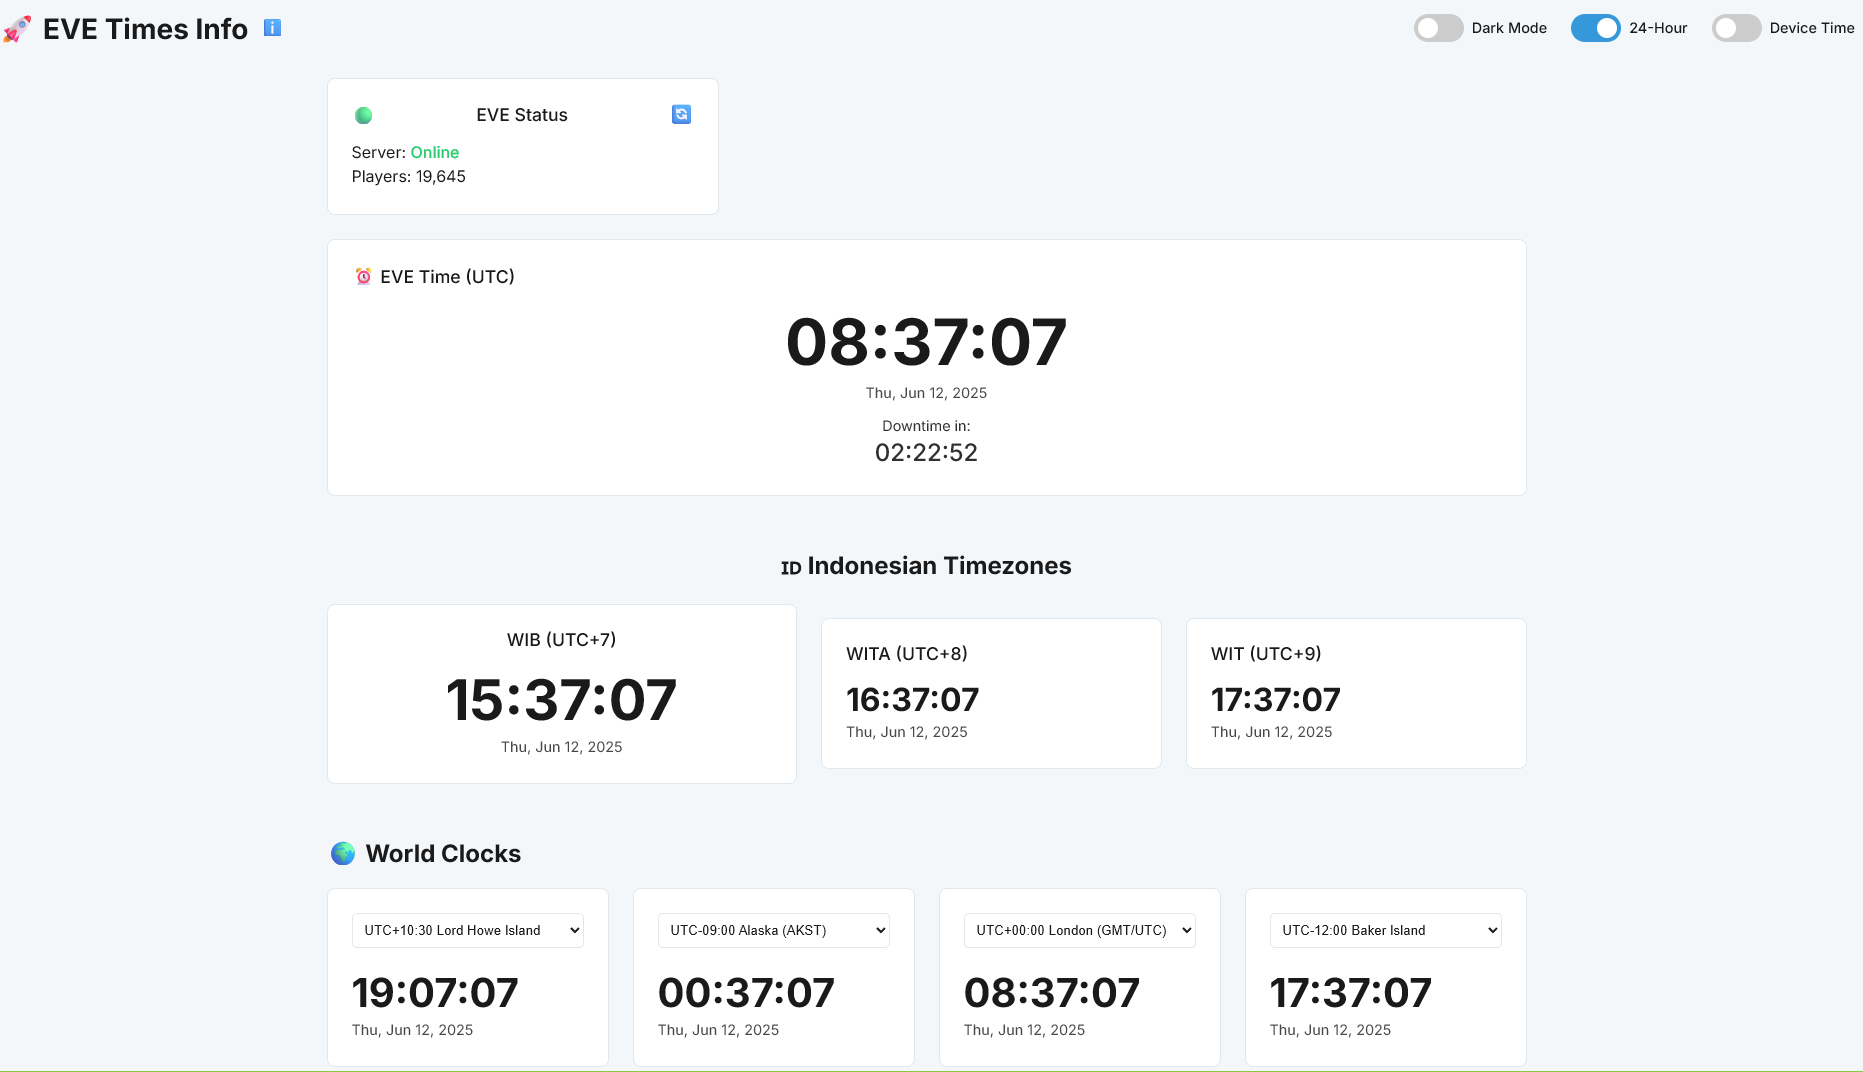 EVE Times Info
Dark Mode
24-Hour
Device Time
EVE Status
Server: Online
Players: 19,645
EVE Time (UTC)
08:37:07
Thu, Jun 12, 2025
Downtime in:
02:22:52
ID Indonesian Timezones
WIB (UTC+7)
15:37:07
Thu, Jun 12, 2025
WITA (UTC+8)
16:37:07
Thu, Jun 12, 2025
WIT (UTC+9)
17:37:07
Thu, Jun 12, 2025
World Clocks
UTC+10:30 Lord Howe Island
19:07:07
Thu, Jun 12, 2025
UTC-09:00 Alaska (AKST)
00:37:07
Thu, Jun 12, 2025
UTC+00:00 London (GMT/UTC)
08:37:07
Thu, Jun 12, 2025
UTC-12:00 Baker Island
17:37:07
Thu, Jun 12, 2025